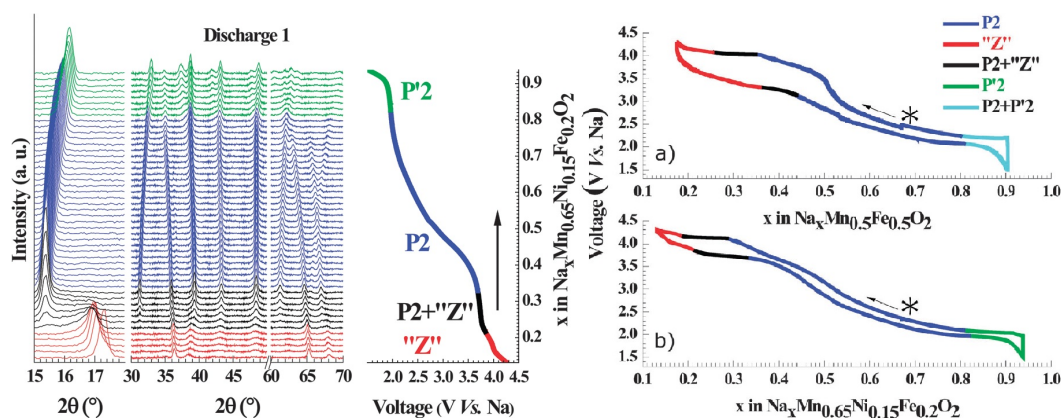 Discharge 1
Intensity (a. u.)
15 16 17 30 39 48 59 60 65 70
2θ (°)
2θ (°)
P'2
P2
P2+"Z"
"Z"
0.9
0.8
0.7
0.6
0.5
0.4
0.3
0.2
2.0 2.5 3.0 3.5 4.0 4.5
Voltage (V Vs. Na)
x in NaxMn0.65Ni0.15Fe0.2O2
Voltage (V Vs. Na)
4.5
4.0
3.5
3.0
2.5
2.0
1.5
*
a)
0.1 0.2 0.3 0.4 0.5 0.6 0.7 0.8 0.9 1.0
x in NaxMn0.5Fe0.5O2
P2
"Z"
P2+"Z"
P'2
P2+P'2
4.5
4.0
3.5
3.0
2.5
2.0
1.5
*
b)
0.1 0.2 0.3 0.4 0.5 0.6 0.7 0.8 0.9 1.0
x in NaxMn0.65Ni0.15Fe0.2O2